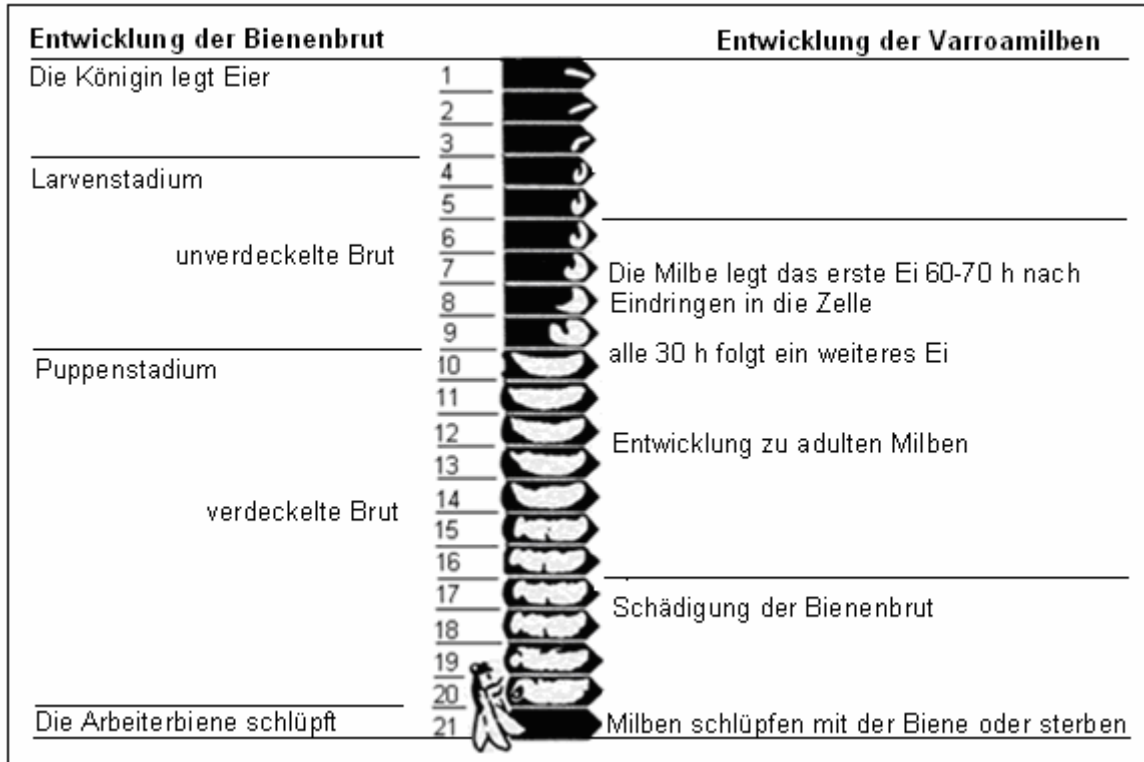 Entwicklung der Bienenbrut
Entwicklung der Varroamilben
Die Königin legt Eier
1
2
3
Larvenstadium
4
5
unverdeckelte Brut
6
7
8
9
Die Milbe legt das erste Ei 60-70 h nach
Eindringen in die Zelle
alle 30 h folgt ein weiteres Ei
Puppenstadium
10
11
12
13
14
Entwicklung zu adulten Milben
verdeckelte Brut
15
16
17
18
19
20
Schädigung der Bienenbrut
Die Arbeiterbiene schlüpft
21
Milben schlüpfen mit der Biene oder sterben